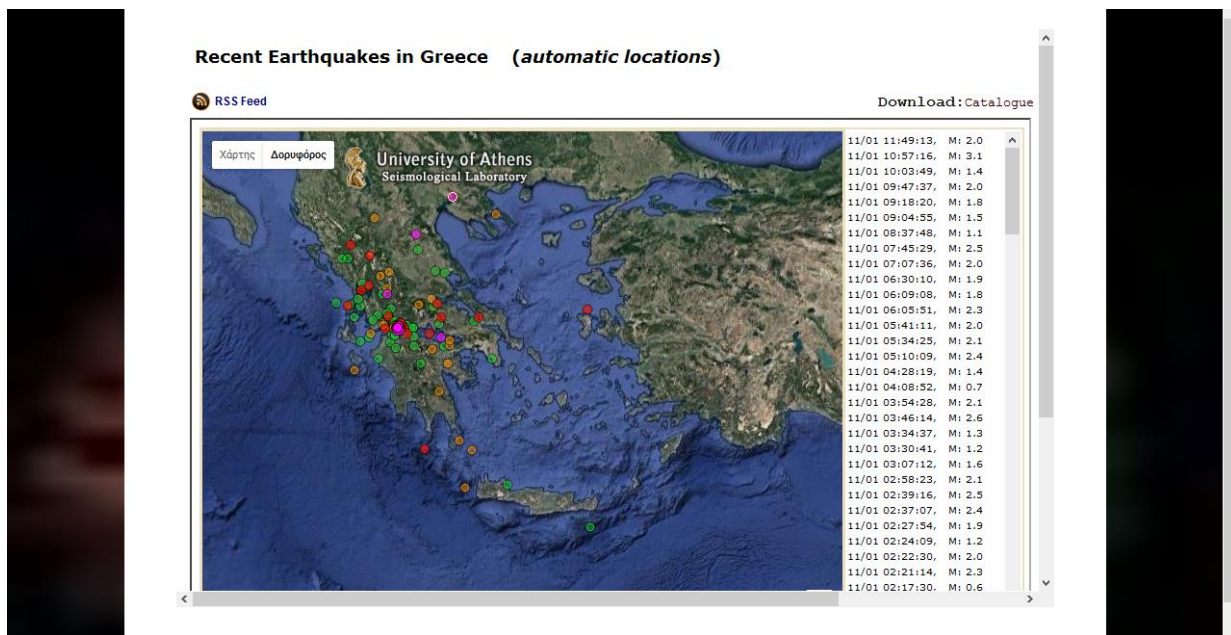 Recent Earthquakes in Greece (automatic locations)
RSS Feed
Download:Catalogue
Χάρτης Δορυφόρος
University of Athens
Seismological Laboratory
11/01 11:49:13, M: 2.0
11/01 10:57:16, M: 3.1
11/01 10:03:49, M: 1.4
11/01 09:47:37, M: 2.0
11/01 09:18:20, M: 1.8
11/01 09:04:55, M: 1.5
11/01 08:37:48, M: 1.1
11/01 07:45:29, M: 2.5
11/01 07:07:36, M: 2.0
11/01 06:30:10, M: 1.9
11/01 06:09:08, M: 1.8
11/01 06:05:51, M: 2.3
11/01 05:41:11, M: 2.0
11/01 05:34:25, M: 2.1
11/01 05:10:09, M: 2.4
11/01 04:28:19, M: 1.4
11/01 04:08:52, M: 0.7
11/01 03:54:28, M: 2.1
11/01 03:46:14, M: 2.6
11/01 03:34:37, M: 1.3
11/01 03:30:41, M: 1.2
11/01 03:07:12, M: 1.6
11/01 02:58:23, M: 2.1
11/01 02:39:16, M: 2.5
11/01 02:37:07, M: 2.4
11/01 02:27:54, M: 1.9
11/01 02:24:09, M: 1.2
11/01 02:22:30, M: 2.0
11/01 02:21:14, M: 2.3
11/01 02:17:30, M: 0.6